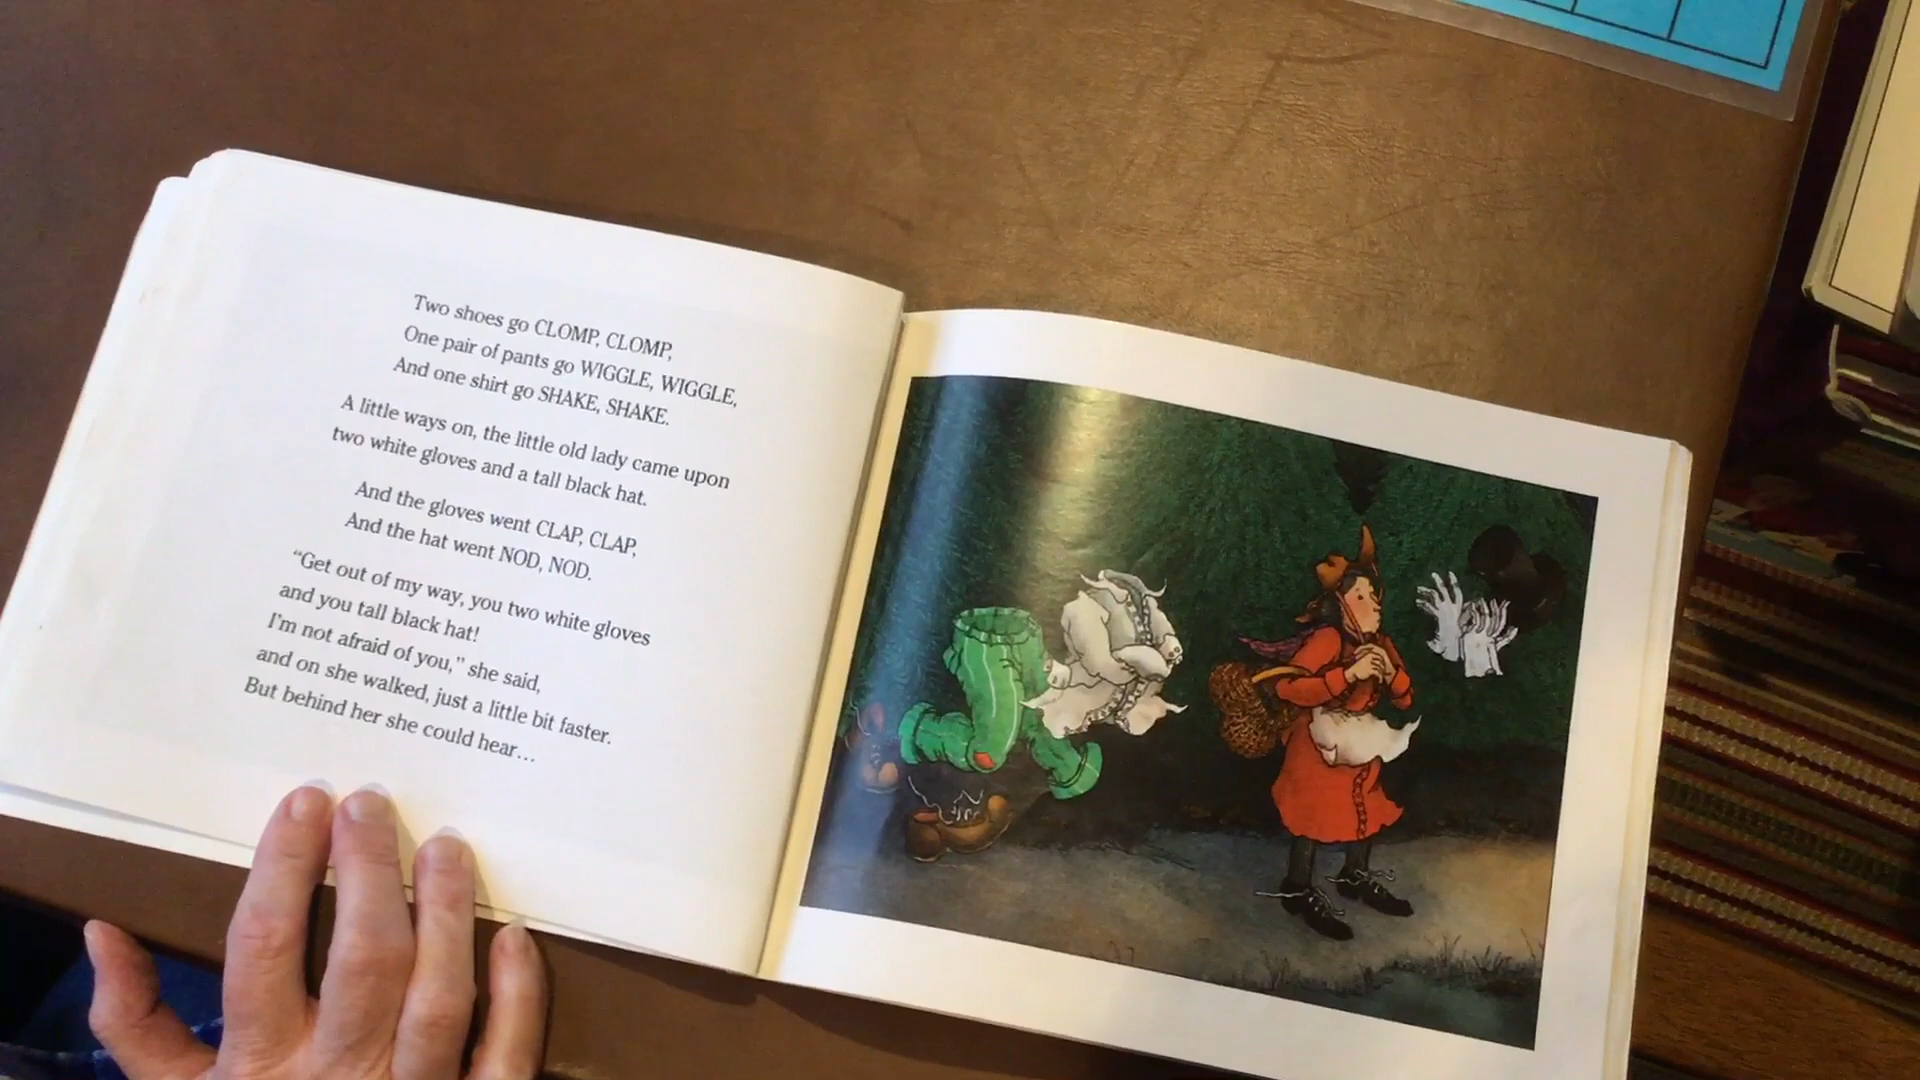 Two shoes go CLOMP, CLOMP,
One pair of pants go WIGGLE, WIGGLE,
And one shirt go SHAKE, SHAKE.
A little ways on, the little old lady came upon
two white gloves and a tall black hat.
And the gloves went CLAP, CLAP,
And the hat went NOD, NOD.
“Get out of my way, you two white gloves
and you tall black hat!
I'm not afraid of you,” she said,
and on she walked, just a little bit faster.
But behind her she could hear…